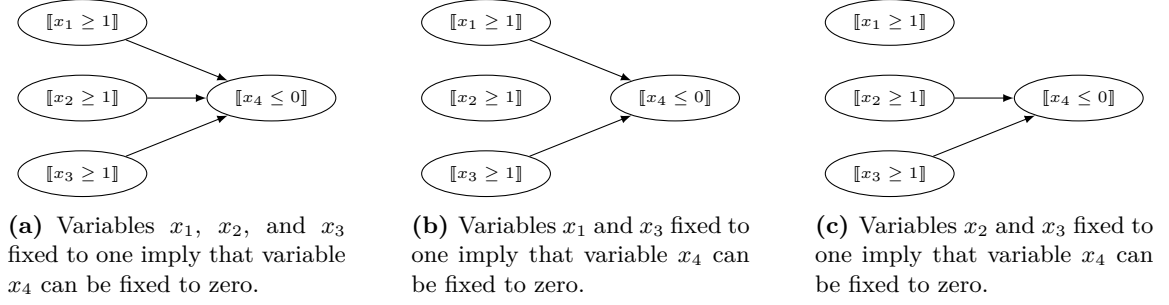 ⟦x₁ ≥ 1⟧ ⟦x₁ ≥ 1⟧ ⟦x₁ ≥ 1⟧
⟦x₂ ≥ 1⟧ ⟦x₄ ≤ 0⟧ ⟦x₂ ≥ 1⟧ ⟦x₄ ≤ 0⟧ ⟦x₂ ≥ 1⟧ ⟦x₄ ≤ 0⟧
⟦x₃ ≥ 1⟧ ⟦x₃ ≥ 1⟧ ⟦x₃ ≥ 1⟧
(a) Variables x₁, x₂, and x₃
fixed to one imply that variable
x₄ can be fixed to zero.
(b) Variables x₁ and x₃ fixed to
one imply that variable x₄ can
be fixed to zero.
(c) Variables x₂ and x₃ fixed to
one imply that variable x₄ can
be fixed to zero.